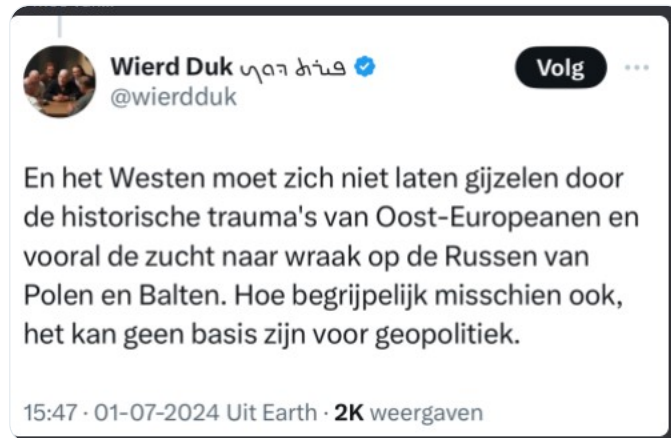 Wierd Duk
@wierdduk
Volg
En het Westen moet zich niet laten gijzelen door
de historische trauma's van Oost-Europeanen en
vooral de zucht naar wraak op de Russen van
Polen en Balten. Hoe begrijpelijk misschien ook,
het kan geen basis zijn voor geopolitiek.
15:47 · 01-07-2024 Uit Earth · 2K weergaven